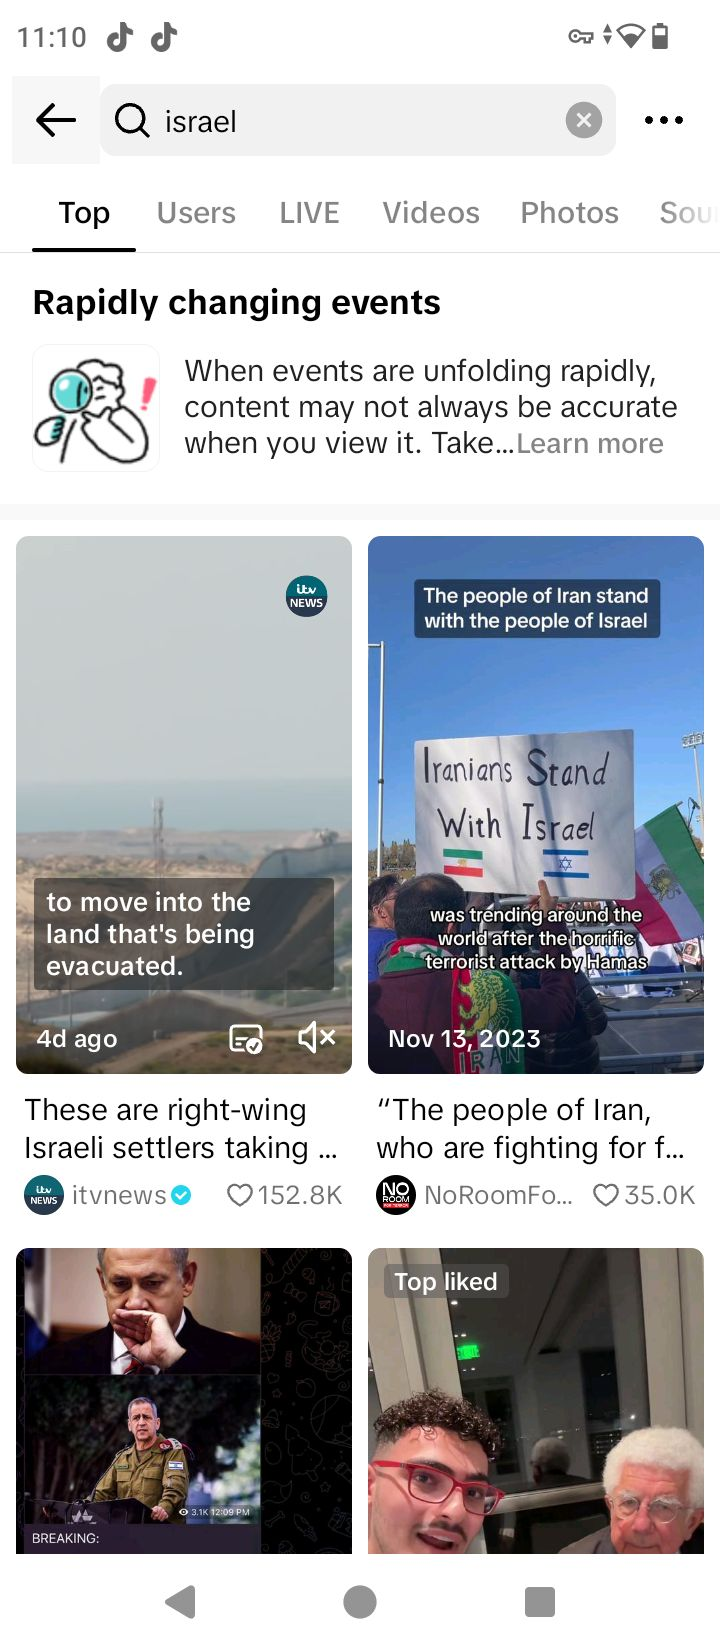 11:10
israel
Top Users LIVE Videos Photos Sou
Rapidly changing events
When events are unfolding rapidly,
content may not always be accurate
when you view it. Take...Learn more
itv
NEWS
to move into the
land that's being
evacuated.
4d ago
These are right-wing
Israeli settlers taking ...
itv
NEWS
itvnews 152.8K
The people of Iran stand
with the people of Israel
Iranians Stand
With Israel
was trending around the
world after the horrific
terrorist attack by Hamas
IRAN
Nov 13, 2023
“The people of Iran,
who are fighting for f...
NO
ROOM
FOR TERROR
NoRoomFo... 35.0K
3.1K 12:09 PM
BREAKING:
Top liked